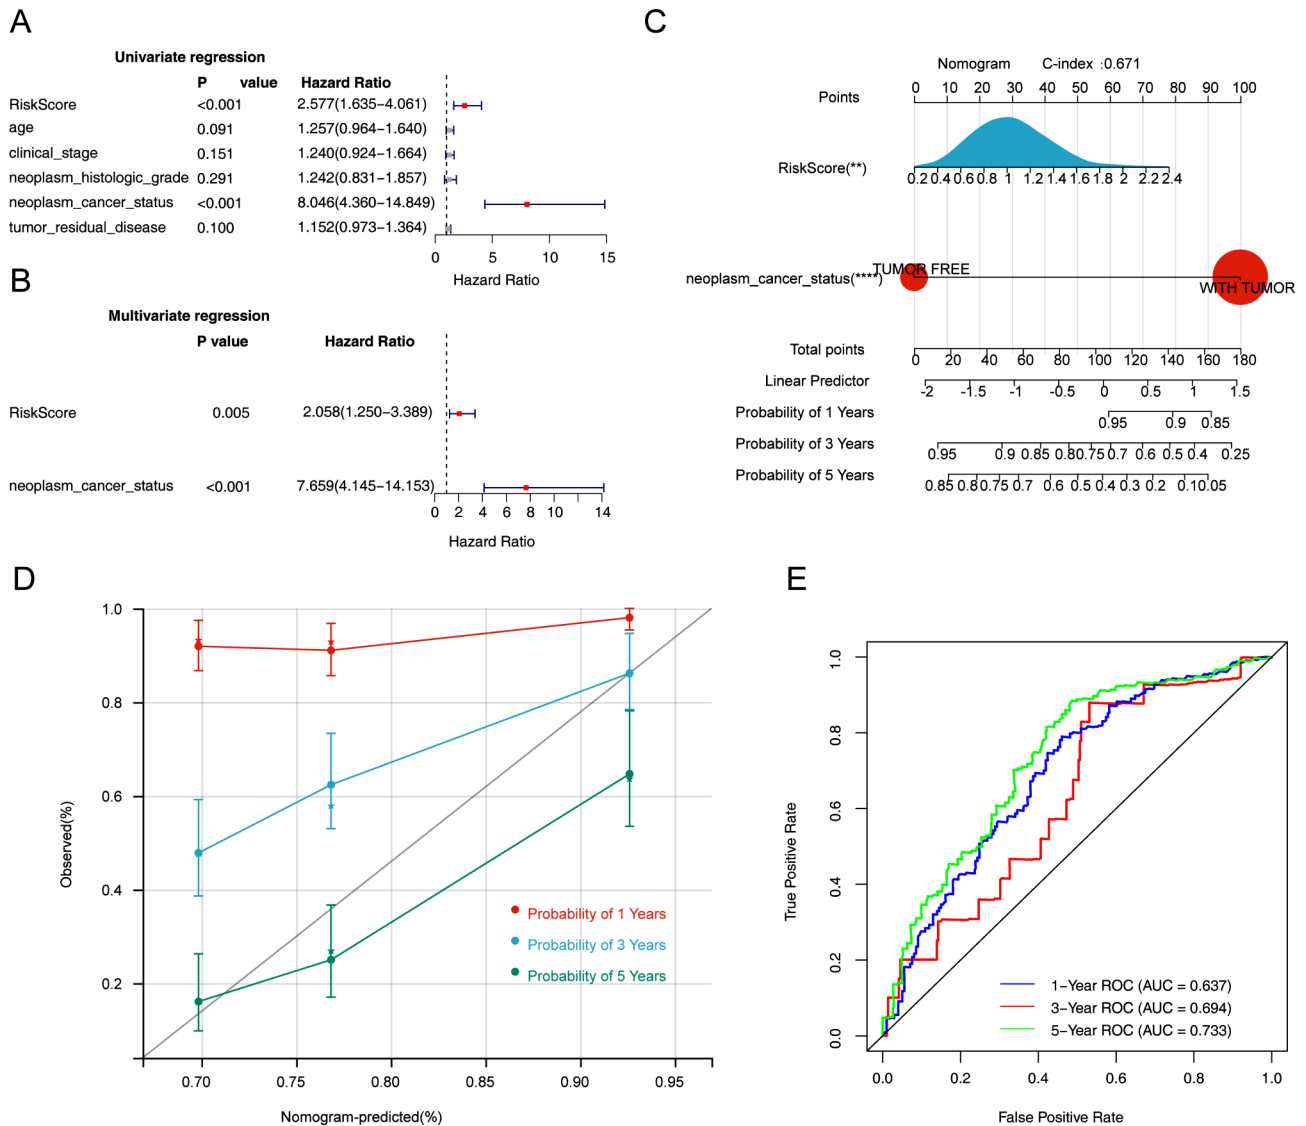 A
Univariate regression
P value Hazard Ratio
RiskScore <0.001 2.577(1.635−4.061)
age 0.091 1.257(0.964−1.640)
clinical_stage 0.151 1.240(0.924−1.664)
neoplasm_histologic_grade 0.291 1.242(0.831−1.857)
neoplasm_cancer_status <0.001 8.046(4.360−14.849)
tumor_residual_disease 0.100 1.152(0.973−1.364)
0 5 10 15
Hazard Ratio
B
Multivariate regression
P value Hazard Ratio
RiskScore 0.005 2.058(1.250−3.389)
neoplasm_cancer_status <0.001 7.659(4.145−14.153)
0 2 4 6 8 10 14
Hazard Ratio
C
Nomogram C-index :0.671
Points 0 10 20 30 40 50 60 70 80 90 100
RiskScore(**)
0.2 0.4 0.6 0.8 1 1.2 1.4 1.6 1.8 2 2.2 2.4
TUMOR FREE
neoplasm_cancer_status(****)
WITH TUMOR
Total points 0 20 40 60 80 100 120 140 160 180
Linear Predictor -2 -1.5 -1 -0.5 0 0.5 1 1.5
Probability of 1 Years 0.95 0.9 0.85
Probability of 3 Years 0.95 0.9 0.85 0.80 0.75 0.7 0.6 0.5 0.4 0.25
Probability of 5 Years 0.85 0.80 0.75 0.7 0.6 0.5 0.4 0.3 0.2 0.10 0.05
D
1.0
0.8
0.6
0.4
0.2
Observed(%)
Probability of 1 Years
Probability of 3 Years
Probability of 5 Years
0.70 0.75 0.80 0.85 0.90 0.95
Nomogram-predicted(%)
E
1.0
0.8
0.6
0.4
0.2
0.0
True Positive Rate
1−Year ROC (AUC = 0.637)
3−Year ROC (AUC = 0.694)
5−Year ROC (AUC = 0.733)
0.0 0.2 0.4 0.6 0.8 1.0
False Positive Rate